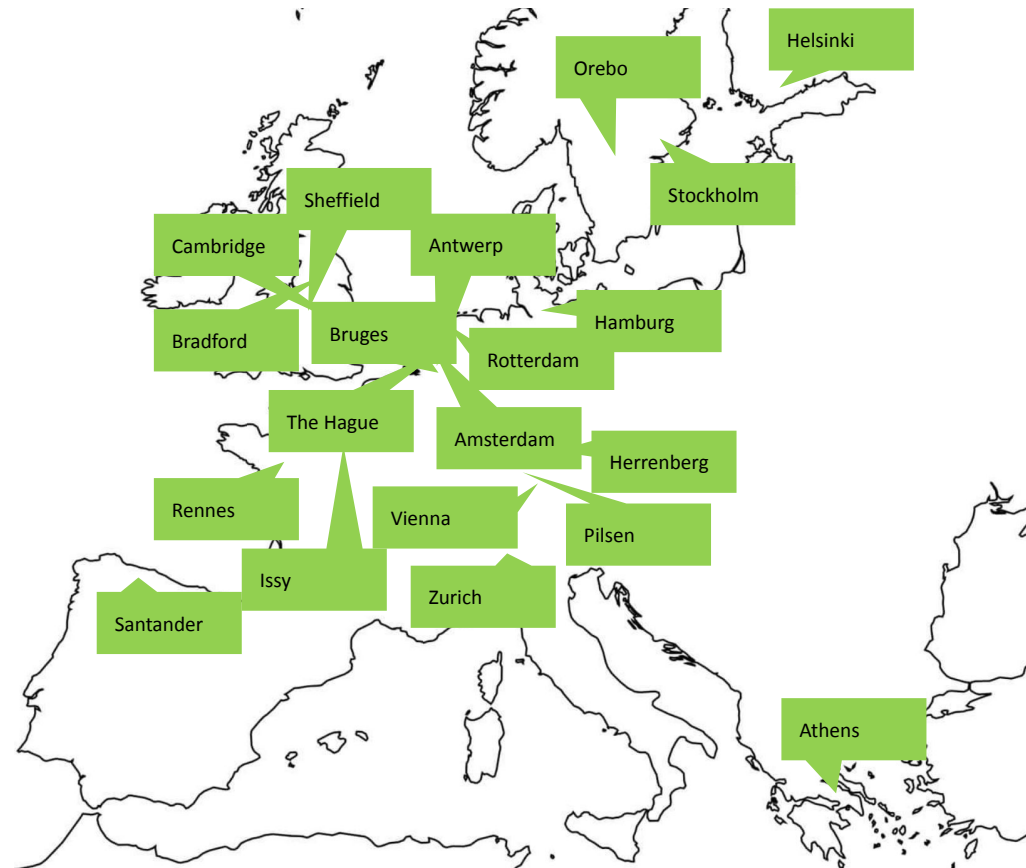 Helsinki
Orebo
Stockholm
Sheffield
Cambridge
Antwerp
Hamburg
Bradford
Bruges
Rotterdam
The Hague
Amsterdam
Herrenberg
Rennes
Vienna
Pilsen
Issy
Zurich
Santander
Athens